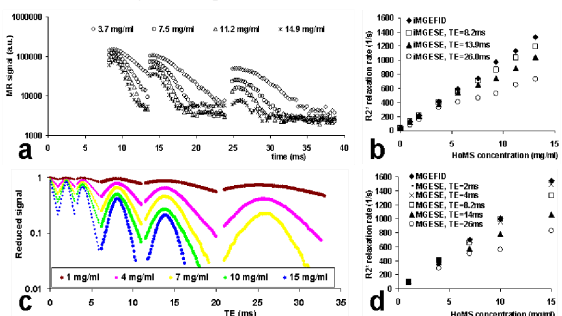 3.7 mg/ml 7.5 mg/ml 11.2 mg/ml 14.9 mg/ml
MR signal (a.u.)
1000000
100000
10000
1000
0 5 10 15 20 25 30 35 40
time (ms)
a
R2* relaxation rate (1/s)
1600
1400
1200
1000
800
600
400
200
0
iMGEFID
iMGESE, TE=8.2ms
iMGESE, TE=13.9ms
iMGESE, TE=26.8ms
0 5 10 15
HoMS concentration (mg/ml)
b
Reduced signal
1
0.1
0.01
1 mg/ml 4 mg/ml 7 mg/ml 10 mg/ml 15 mg/ml
0 5 10 15 20 25 30 35
TE (ms)
c
R2* relaxation rate (1/s)
1600
1400
1200
1000
800
600
400
200
0
MGEFID
MGESE, TE=2ms
MGESE, TE=4ms
MGESE, TE=8.2ms
MGESE, TE=14ms
MGESE, TE=26ms
0 5 10 15
HoMS concentration (mg/ml)
d